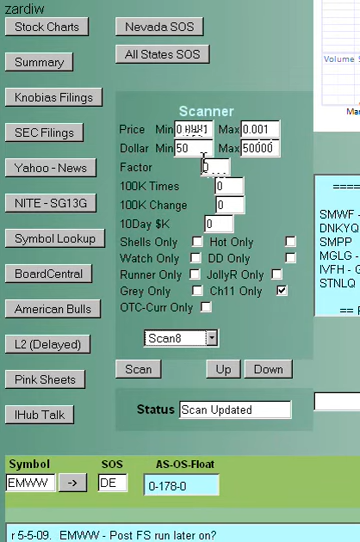 zardiw
Stock Charts
Nevada SOS
Summary
All States SOS
Volume S
Knobias Filings
Scanner
Mar
Price Min Max 0.001
SEC Filings
Dollar Min 50 Max 50000
Yahoo - News
Factor
100K Times 0
====
NITE - SG13G
100K Change 0
SMWF -
10Day $K 0
DNKYQ
Symbol Lookup
Shells Only Hot Only
SMPP
Watch Only DD Only
MGLG -
BoardCentral
Runner Only JollyR Only
IVFH - G
Grey Only Ch11 Only
STNLQ
American Bulls
OTC-Curr Only
== F
L2 (Delayed)
Scan8
Pink Sheets
Scan Up Down
IHub Talk
Status Scan Updated
Symbol SOS AS-OS-Float
EMWW -> DE 0-178-0
r 5-5-09. EMWW - Post FS run later on?